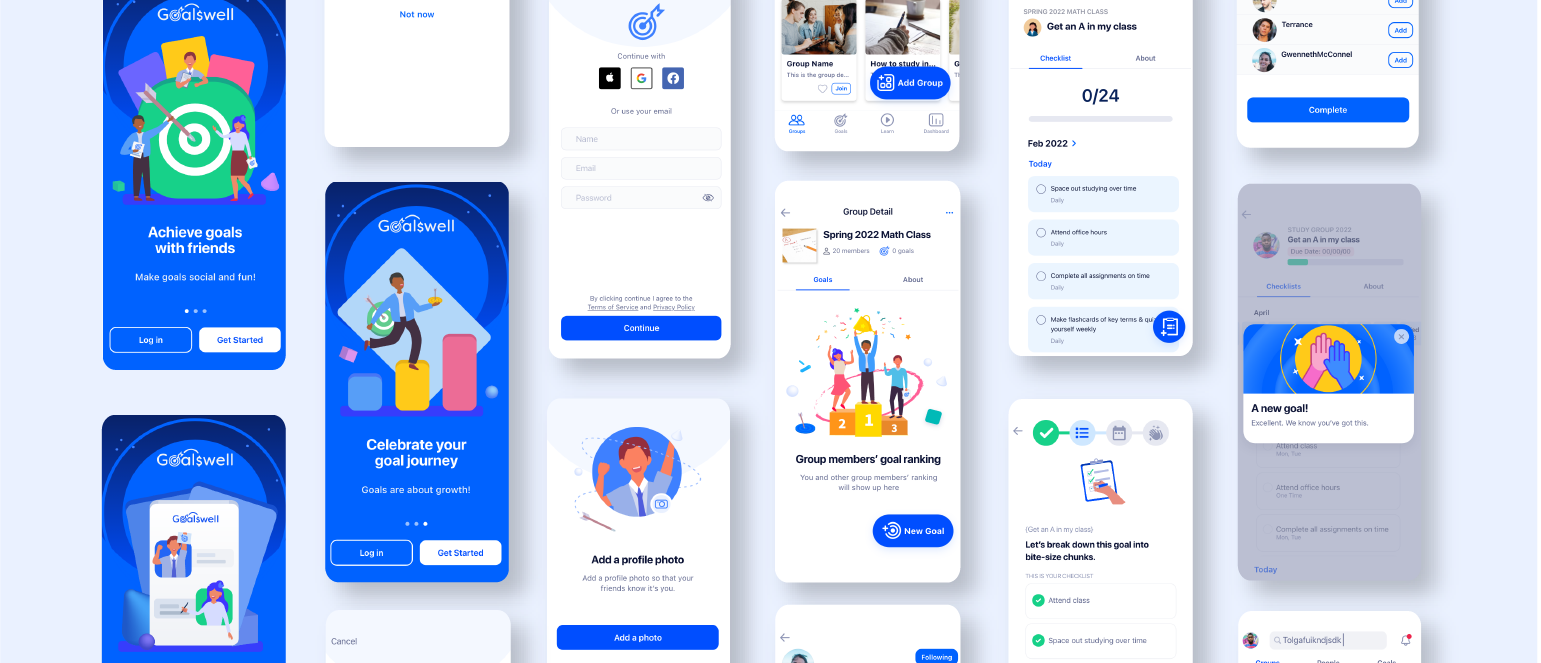 Goalswell
Achieve goals
with friends
Make goals social and fun!
Log in
Get Started
Goalswell
Goalswell
Not now
Goalswell
Celebrate your
goal journey
Goals are about growth!
Log in
Get Started
Cancel
Continue with
G
Or use your email
Name
Email
Password
By clicking continue I agree to the
Terms of Service and Privacy Policy
Continue
Add a profile photo
Add a profile photo so that your
friends know it's you.
Add a photo
Group Name
This is the group de...
Join
How to study in...
Add Group
Groups
Goals
Learn
Dashboard
Group Detail
Spring 2022 Math Class
20 members
0 goals
Goals
About
2
1
3
Group members' goal ranking
You and other group members' ranking
will show up here
New Goal
Following
SPRING 2022 MATH CLASS
Get an A in my class
Checklist
About
0/24
Feb 2022
Today
Space out studying over time
Daily
Attend office hours
Daily
Complete all assignments on time
Daily
Make flashcards of key terms &
yourself weekly
Daily
(Get an A in my class)
Let's break down this goal into
bite-size chunks.
THIS IS YOUR CHECKLIST
Attend class
Space out studying over time
Add
Terrance
Add
GwennethMcConnel
Add
Complete
STUDY GROUP 2022
Get an A in my class
Due Date: 00/00/00
Checklists
About
April
A new goal!
Excellent. We know you've got this.
Attend class
Mon, Tue
Attend office hours
One Time
Complete all assignments on time
Mon, Tue
Today
Tolgafuikndjsdk
Groups
People
Goals